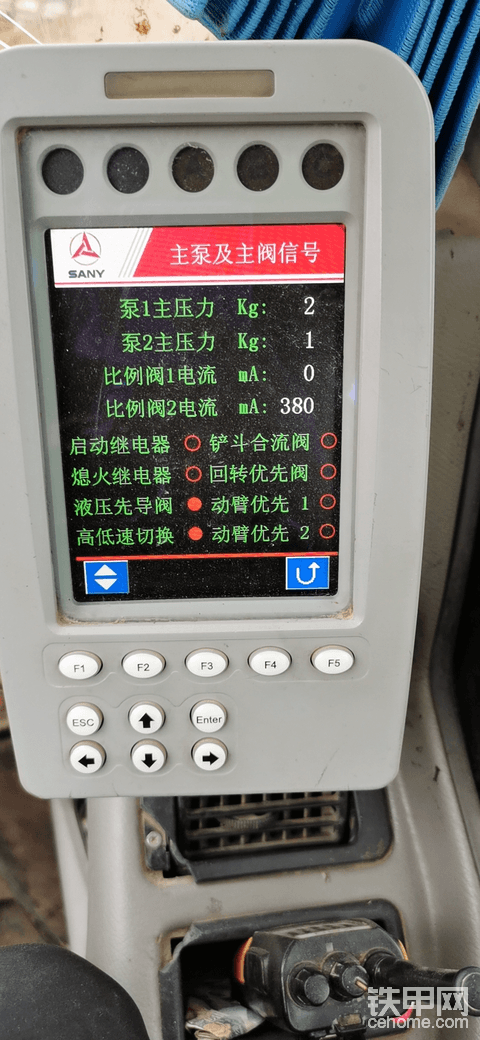 主泵及主阀信号
SANY
泵1主压力 Kg: 2
泵2主压力 Kg: 1
比例阀1电流 mA: 0
比例阀2电流 mA: 380
启动继电器 铲斗合流阀
熄火继电器 回转优先阀
液压先导阀 动臂优先 1
高低速切换 动臂优先 2
F1 F2 F3 F4 F5
ESC Enter
铁甲网
cehome.com